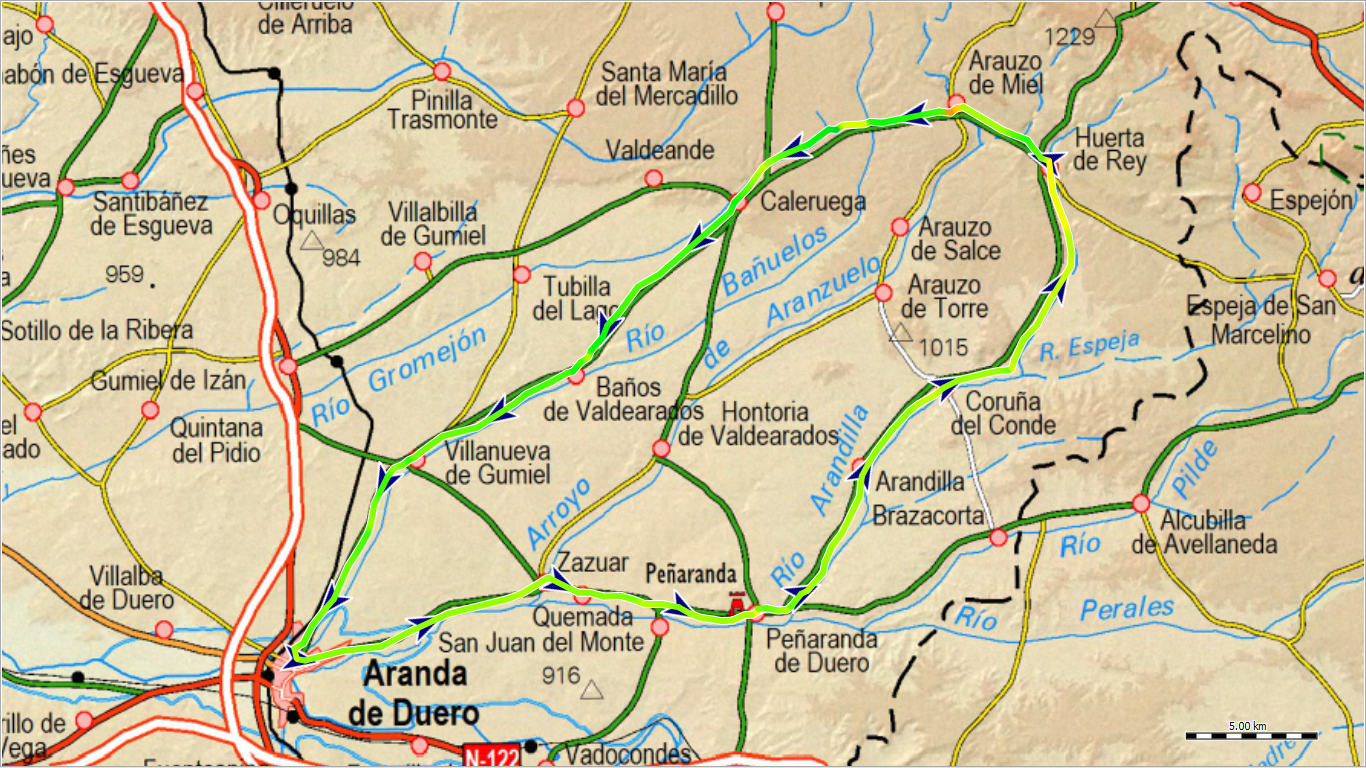 de Arriba
ajo
1229
Arauzo
de Miel
abón de Esgueva
Santa María
del Mercadillo
Pinilla
Trasmonte
Huerta
de Rey
ñes
ueva
Valdeande
Santibáñez
de Esgueva
Oquillas
Villalbilla
de Gumiel
Caleruega
Espejón
984
Arauzo
de Salce
959
Bañuelos
a
Tubilla
del Lago
Aranzuelo
Arauzo
de Torre
Espeja de San
Marcelino
Sotillo de la Ribera
Río
de
1015
R. Espeja
Gromejón
Gumiel de Izán
Río
Baños
de Valdearados
Hontoria
de Valdearados
Coruña
del Conde
el
ado
Quintana
del Pidio
Villanueva
de Gumiel
Arandilla
Arandilla
Pilde
Brazacorta
Arroyo
Alcubilla
de Avellaneda
Río
Villalba
de Duero
Zazuar
Peñaranda
Río
Quemada
San Juan del Monte
Río
Perales
Peñaranda
de Duero
916
Aranda
de Duero
rillo de
Vega
N-122
Vadocondes
5.00 km